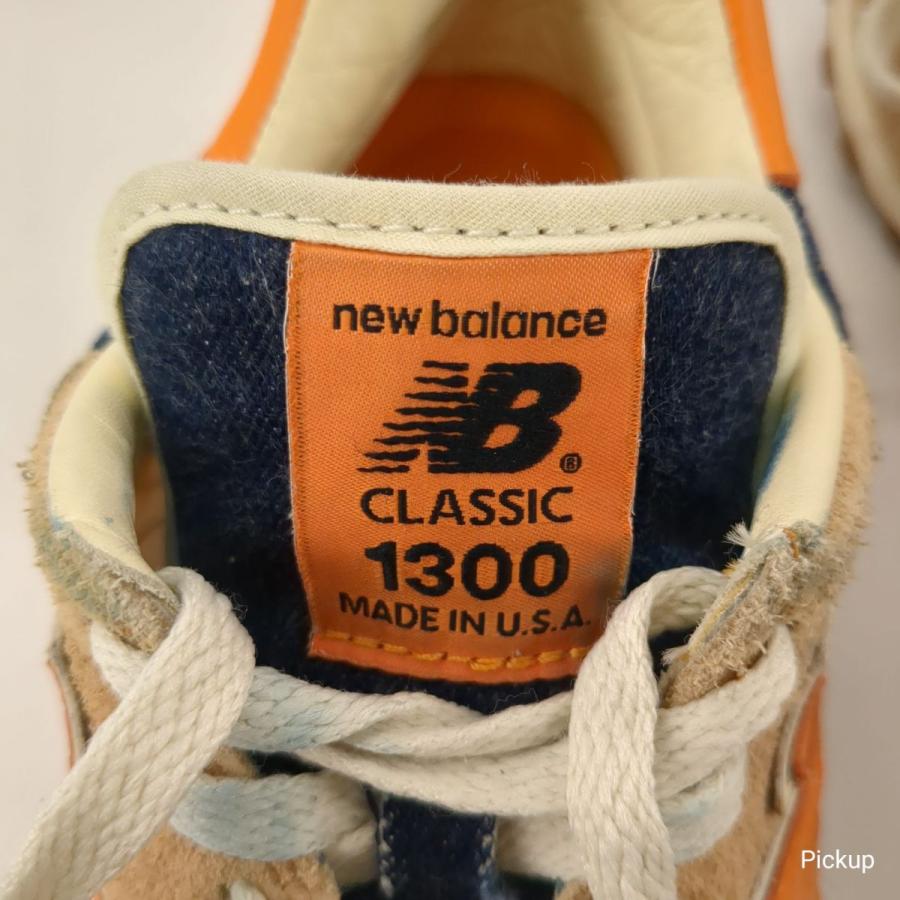 new balance
NB®
CLASSIC
1300
MADE IN U.S.A.
Pickup